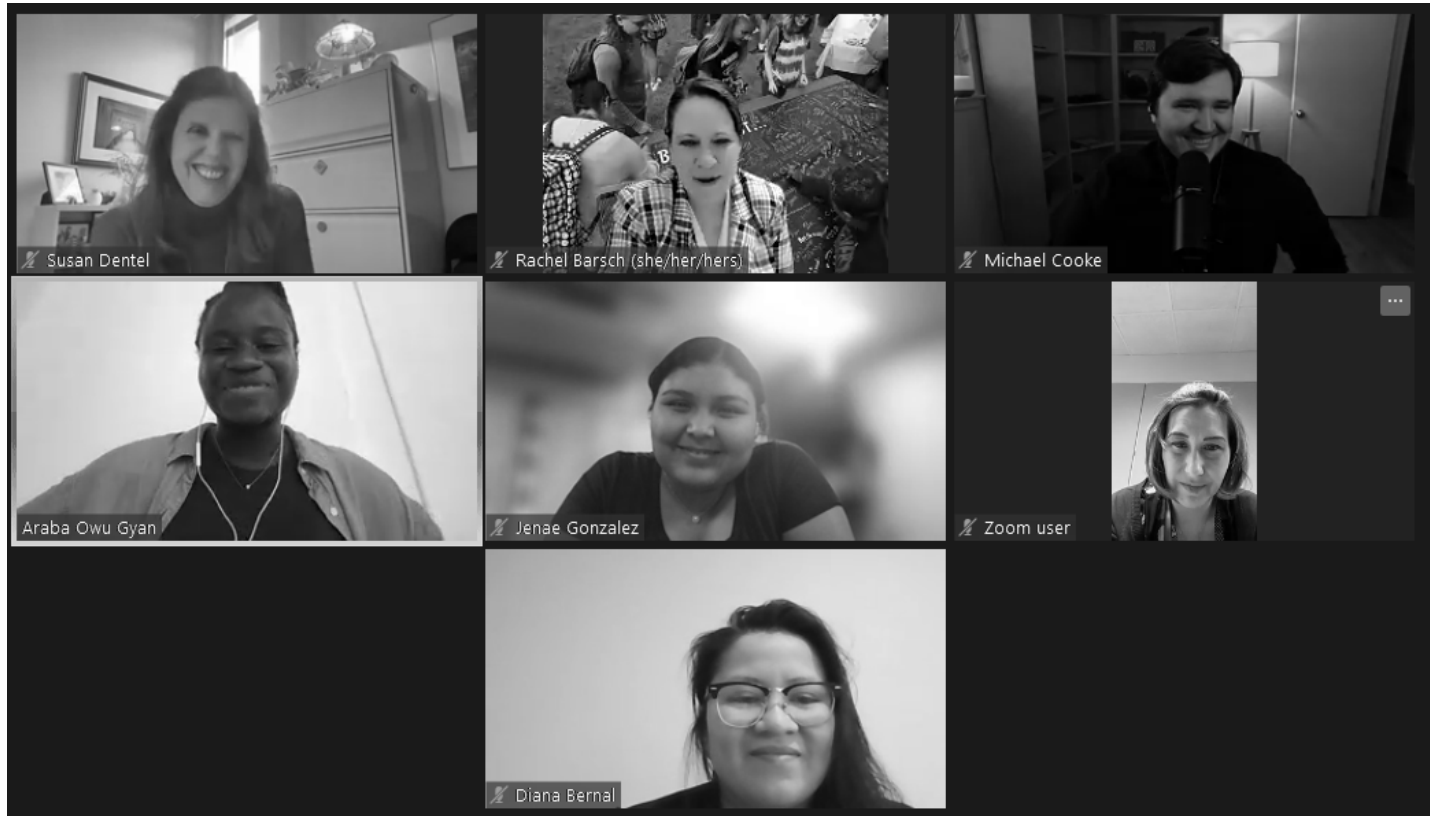 Susan Dentel
Rachel Barsch (she/her/hers)
Michael Cooke
Araba Owu Gyan
Jenae Gonzalez
Zoom user
Diana Bernal